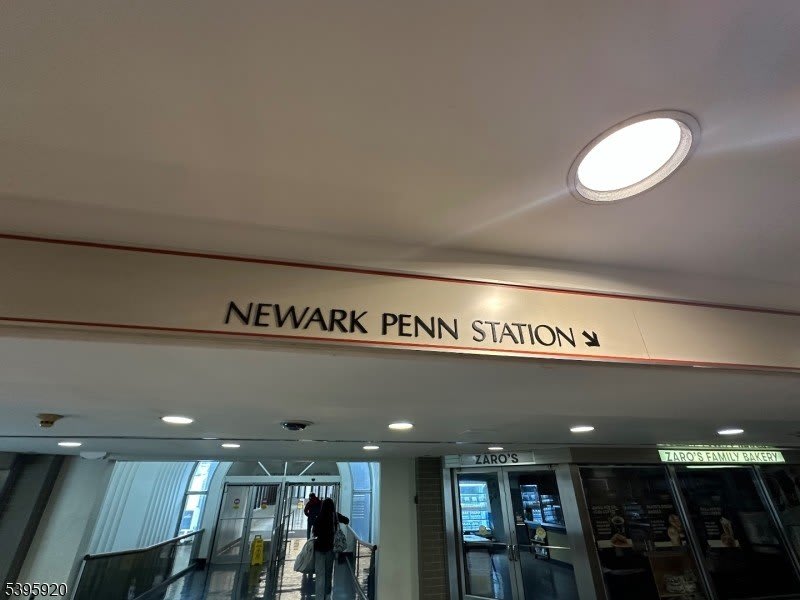 NEWARK PENN STATION ↘
ZARO'S
ZARO'S FAMILY BAKERY
5395920